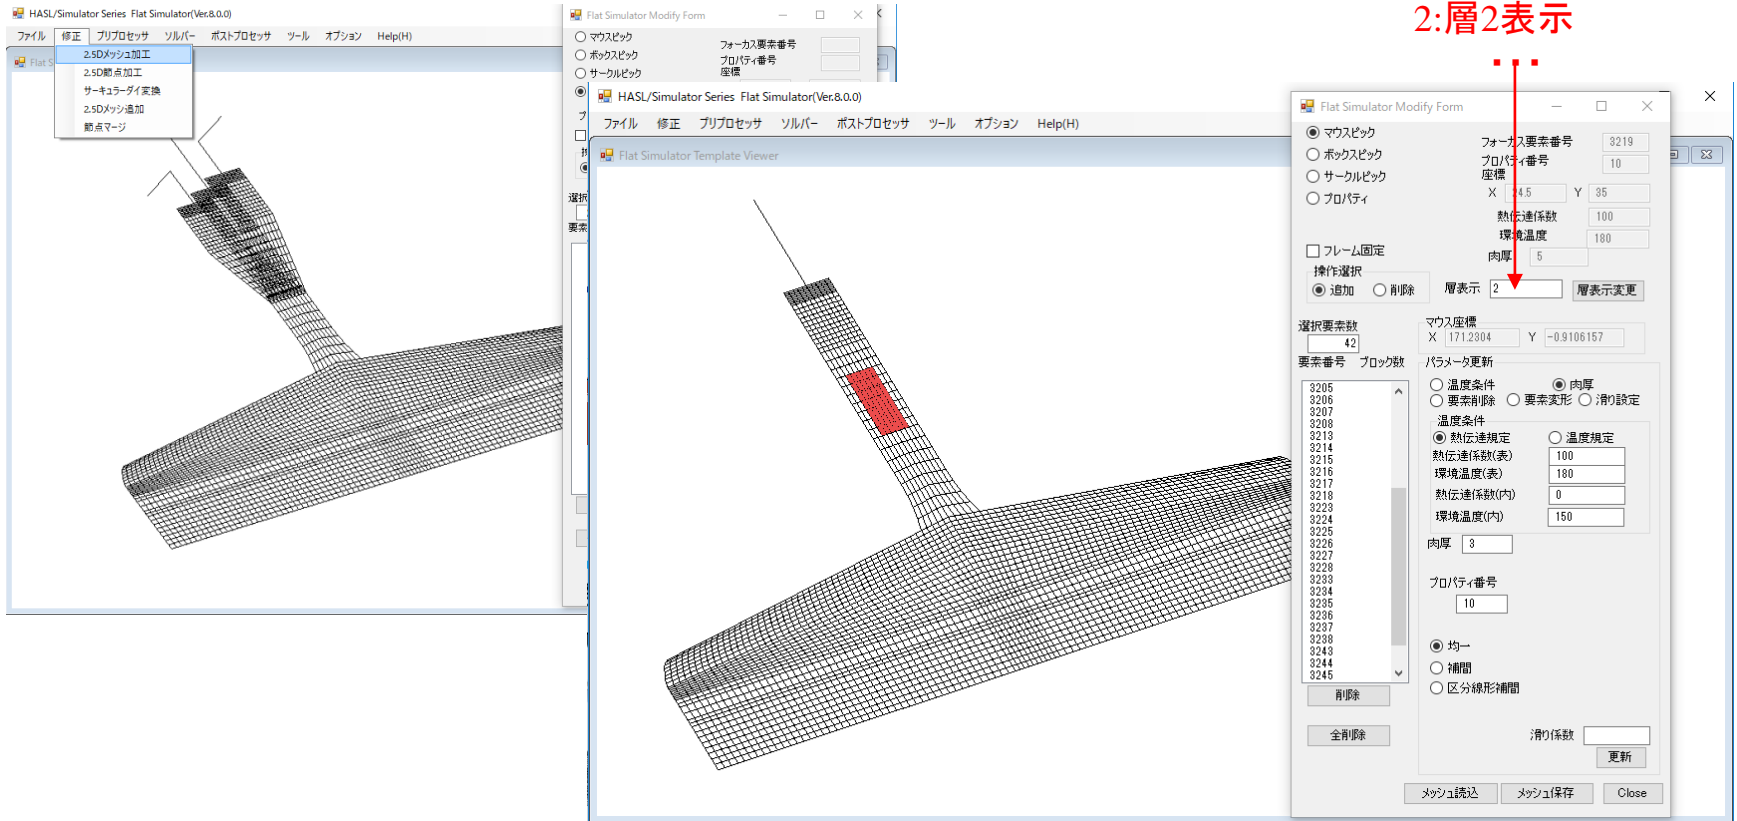 2:層2表示
...
HASL/Simulator Series Flat Simulator(Ver.8.0.0)
ファイル 修正 プリプロセッサ ソルバー ポストプロセッサ ツール オプション Help(H)
2.5Dメッシュ加工
2.5D節点加工
サーキュラーダイ変換
2.5Dメッシュ追加
節点マージ
Flat S
Flat Simulator Modify Form
マウスピック
ボックスピック
サークルピック
フォーカス要素番号
プロパティ番号
座標
プ
選択
要素
HASL/Simulator Series Flat Simulator(Ver.8.0.0)
ファイル 修正 プリプロセッサ ソルバー ポストプロセッサ ツール オプション Help(H)
Flat Simulator Template Viewer
Flat Simulator Modify Form
マウスピック
ボックスピック
サークルピック
プロパティ
フォーカス要素番号 3219
プロパティ番号 10
座標
X 24.5 Y 35
熱伝達係数 100
環境温度 180
肉厚 5
フレーム固定
操作選択
追加 削除
層表示 2 層表示変更
選択要素数
42
マウス座標
X 171.2304 Y -0.9106157
要素番号 ブロック数
3205
3206
3207
3208
3213
3214
3215
3216
3217
3218
3223
3224
3225
3226
3227
3228
3233
3234
3235
3236
3237
3238
3243
3244
3245
削除
全削除
パラメータ更新
温度条件 肉厚
要素削除 要素変形 滑り設定
温度条件
熱伝達規定 温度規定
熱伝達係数(表) 100
環境温度(表) 180
熱伝達係数(内) 0
環境温度(内) 150
肉厚 3
プロパティ番号
10
均一
補間
区分線形補間
滑り係数
更新
メッシュ読込 メッシュ保存 Close